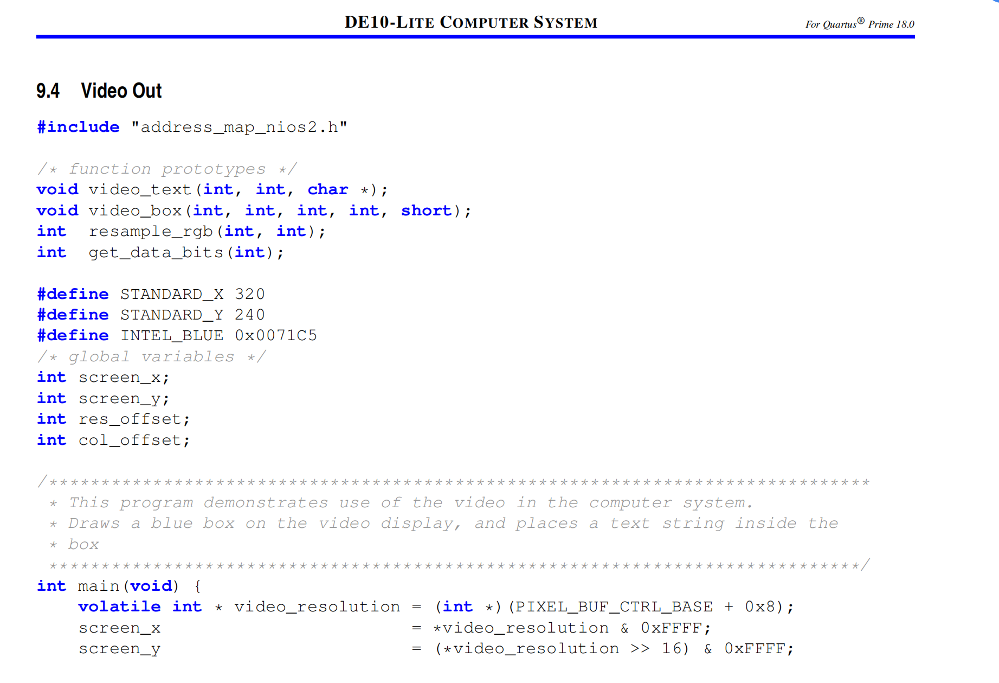 DE10-LITE COMPUTER SYSTEM
For Quartus® Prime 18.0
9.4 Video Out
#include "address_map_nios2.h"
/* function prototypes */
void video_text(int, int, char *);
void video_box(int, int, int, int, short);
int  resample_rgb(int, int);
int  get_data_bits(int);
#define STANDARD_X 320
#define STANDARD_Y 240
#define INTEL_BLUE 0x0071C5
/* global variables */
int screen_x;
int screen_y;
int res_offset;
int col_offset;
/*******************************************************************************
 * This program demonstrates use of the video in the computer system.
 * Draws a blue box on the video display, and places a text string inside the
 * box
 ******************************************************************************/
int main(void) {
    volatile int * video_resolution = (int *)(PIXEL_BUF_CTRL_BASE + 0x8);
    screen_x                        = *video_resolution & 0xFFFF;
    screen_y                        = (*video_resolution >> 16) & 0xFFFF;